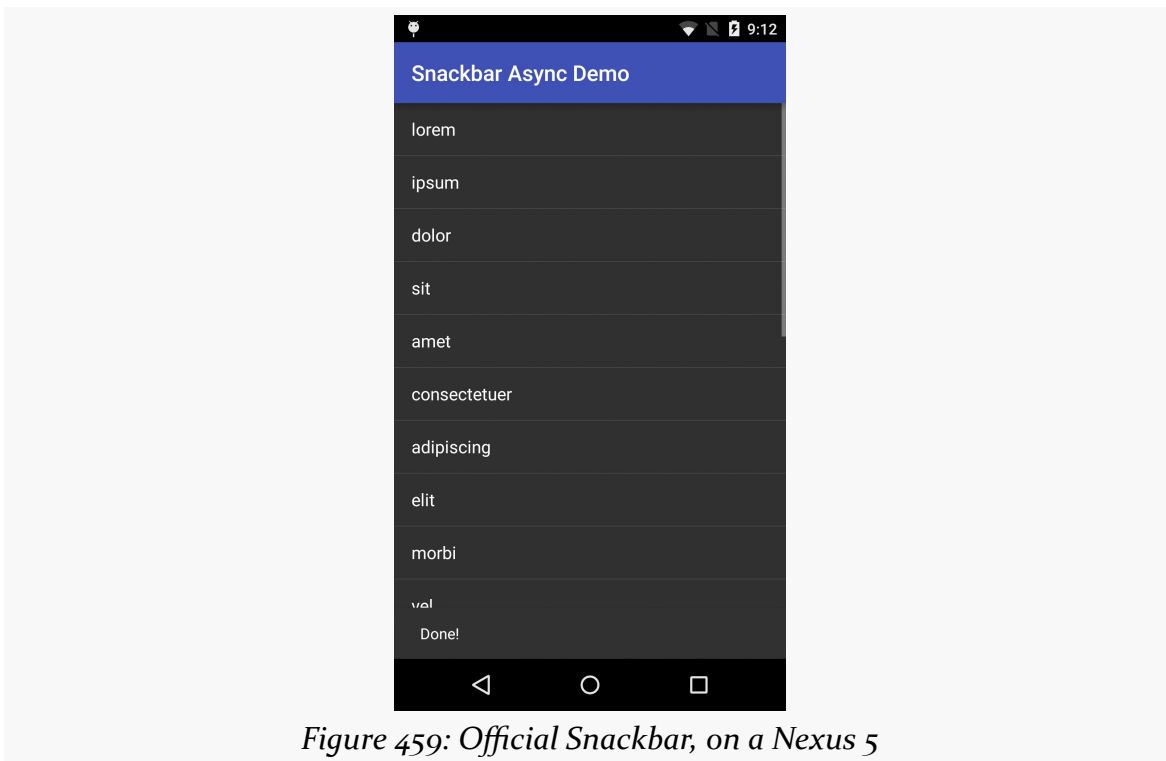 9:12
Snackbar Async Demo
lorem
ipsum
dolor
sit
amet
consectetuer
adipiscing
elit
morbi
vel
Done!
Figure 459: Official Snackbar, on a Nexus 5